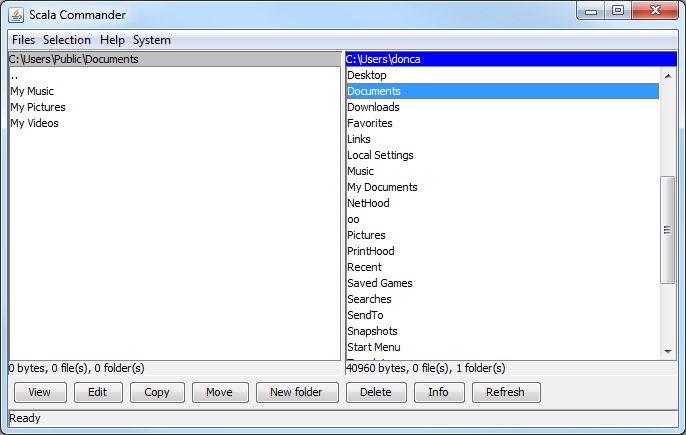 Scala Commander
Files Selection Help System
C:\Users\Public\Documents
..
My Music
My Pictures
My Videos
0 bytes, 0 file(s), 0 folder(s)
C:\Users\donca
Desktop
Documents
Downloads
Favorites
Links
Local Settings
Music
My Documents
NetHood
oo
Pictures
PrintHood
Recent
Saved Games
Searches
SendTo
Snapshots
Start Menu
40960 bytes, 0 file(s), 1 folder(s)
View Edit Copy Move New folder Delete Info Refresh
Ready